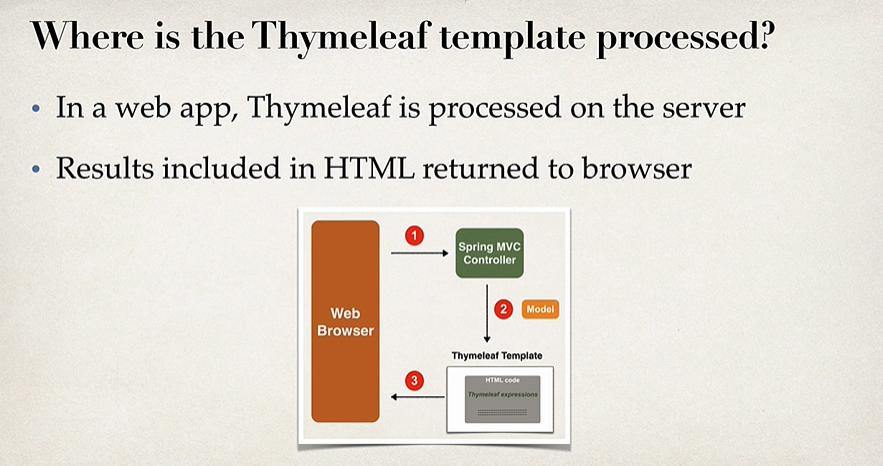 Where is the Thymeleaf template processed?
• In a web app, Thymeleaf is processed on the server
• Results included in HTML returned to browser
1
Spring MVC
Controller
Web
Browser
2
Model
Thymeleaf Template
3
HTML code
Thymeleaf expressions